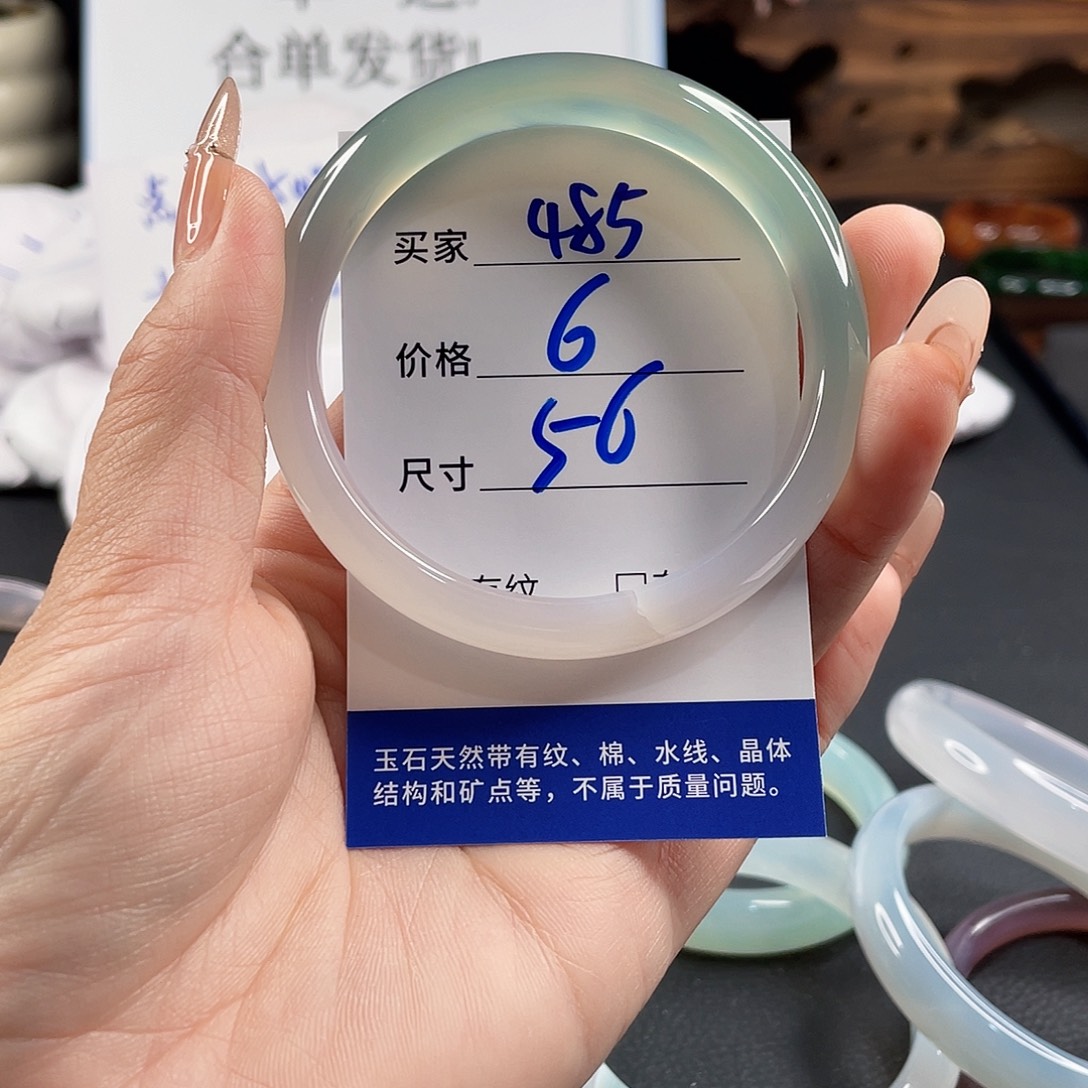 合单发货!
买家 485
价格 6
尺寸 56
有纹
玉石天然带有纹、棉、水线、晶体
结构和矿点等，不属于质量问题。